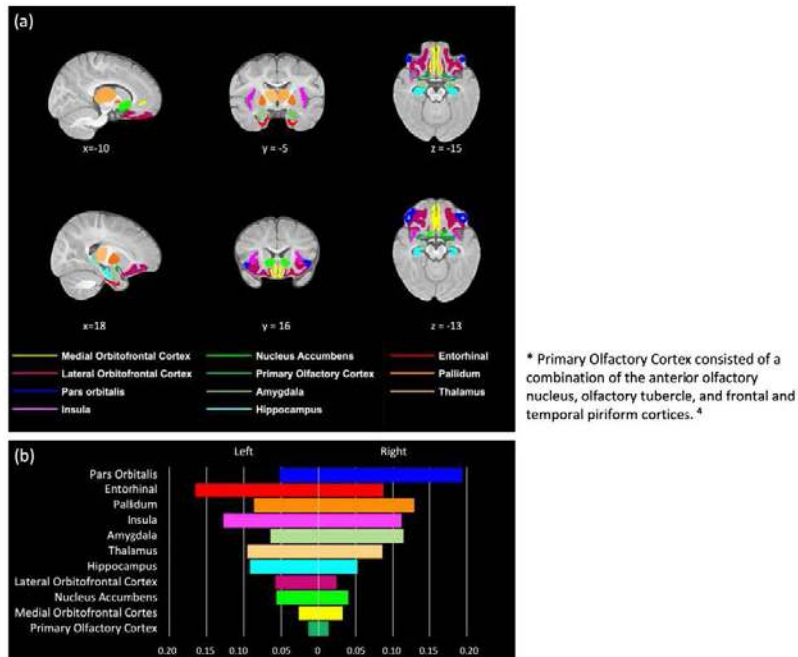 (a)
x=-10
y = -5
z = -15
x=18
y = 16
z = -13
Medial Orbitofrontal Cortex
Nucleus Accumbens
Entorhinal
Lateral Orbitofrontal Cortex
Primary Olfactory Cortex
Pallidum
Pars orbitalis
Amygdala
Thalamus
Insula
Hippocampus
* Primary Olfactory Cortex consisted of a
combination of the anterior olfactory
nucleus, olfactory tubercle, and frontal and
temporal piriform cortices. ⁴
(b)
Left
Right
Pars Orbitalis
Entorhinal
Pallidum
Insula
Amygdala
Thalamus
Hippocampus
Lateral Orbitofrontal Cortex
Nucleus Accumbens
Medial Orbitofrontal Cortes
Primary Olfactory Cortex
0.20 0.15 0.10 0.05 0 0.05 0.10 0.15 0.20